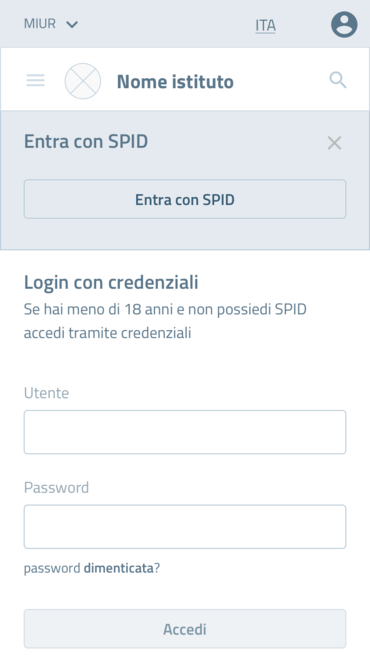 MIUR
ITA
Nome istituto
Entra con SPID
Entra con SPID
Login con credenziali
Se hai meno di 18 anni e non possiedi SPID
accedi tramite credenziali
Utente
Password
password dimenticata?
Accedi